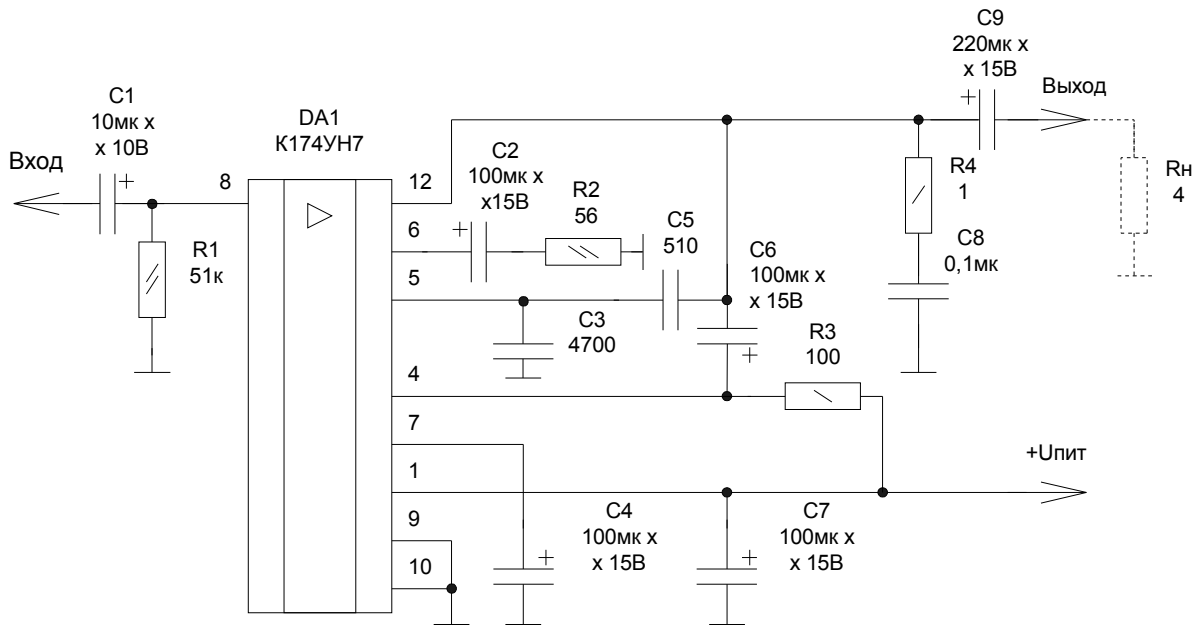 C9
220мк x
x 15В
Выход
C1
10мк x
x 10В
DA1
К174УН7
Вход
8
12
C2
100мк x
x15В
R2
56
C5
510
R4
1
Rн
4
6
R1
51к
C6
100мк x
x 15В
C8
0,1мк
5
C3
4700
R3
100
4
7
+Uпит
1
C4
100мк x
x 15В
C7
100мк x
x 15В
9
10